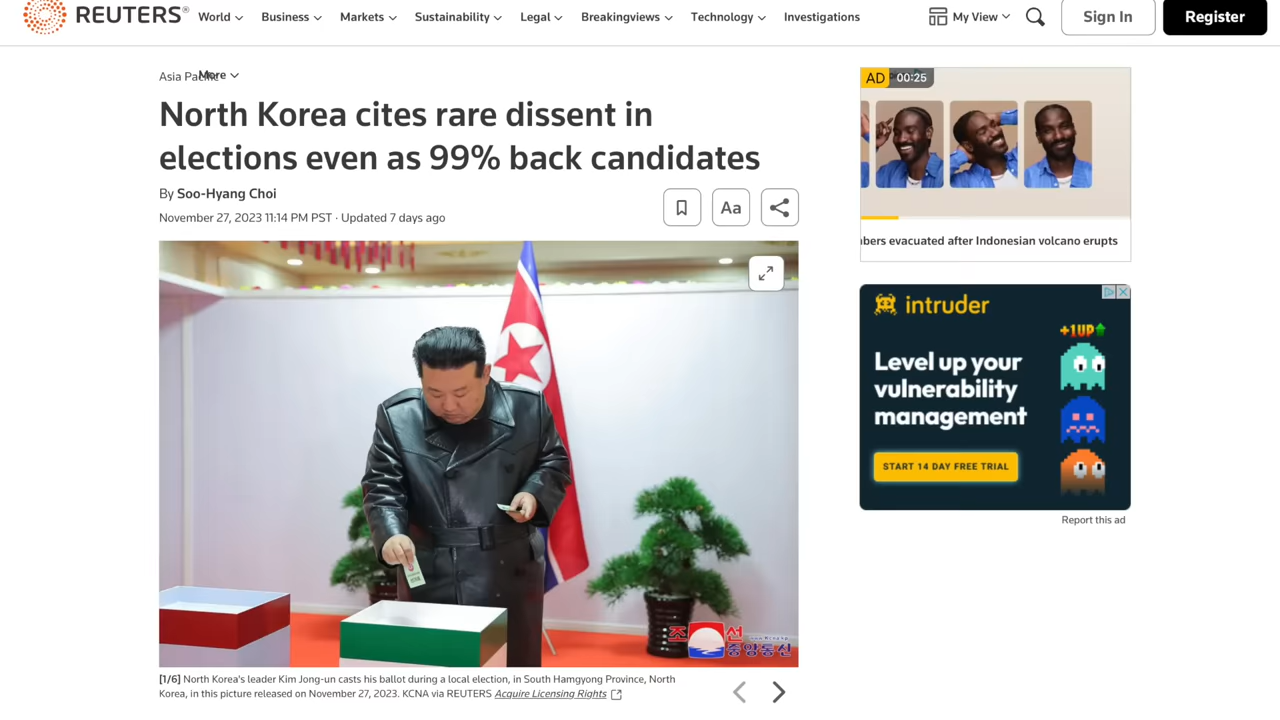 REUTERS®
World
Business
Markets
Sustainability
Legal
Breakingviews
Technology
Investigations
My View
Sign In
Register
More
Asia
North Korea cites rare dissent in
elections even as 99% back candidates
By Soo-Hyang Choi
November 27, 2023 11:14 PM PST · Updated 7 days ago
Aa
조선
중앙통신
[1/6] North Korea's leader Kim Jong-un casts his ballot during a local election, in South Hamgyong Province, North
Korea, in this picture released on November 27, 2023. KCNA via REUTERS Acquire Licensing Rights
AD 00:25
evacuated after Indonesian volcano erupts
intruder
+1UP
Level up your
vulnerability
management
START 14 DAY FREE TRIAL
Report this ad